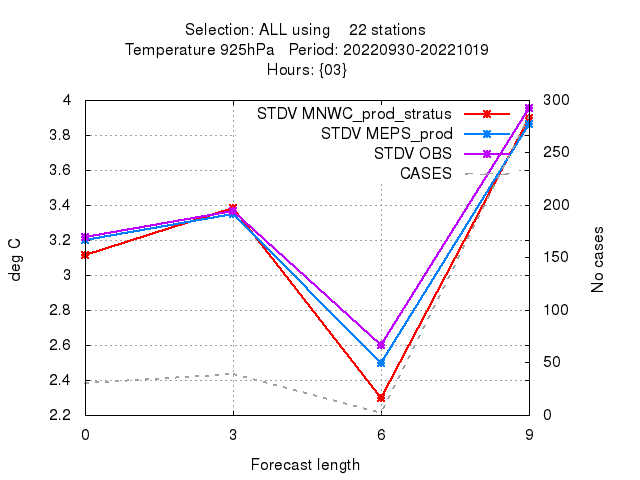 Selection: ALL using 22 stations
Temperature 925hPa Period: 20220930-20221019
Hours: {03}
STDV MNWC_prod_stratus
STDV MEPS_prod
STDV OBS
CASES
4
3.8
3.6
3.4
3.2
3
2.8
2.6
2.4
2.2
deg C
300
250
200
150
100
50
0
No cases
0 3 6 9
Forecast length